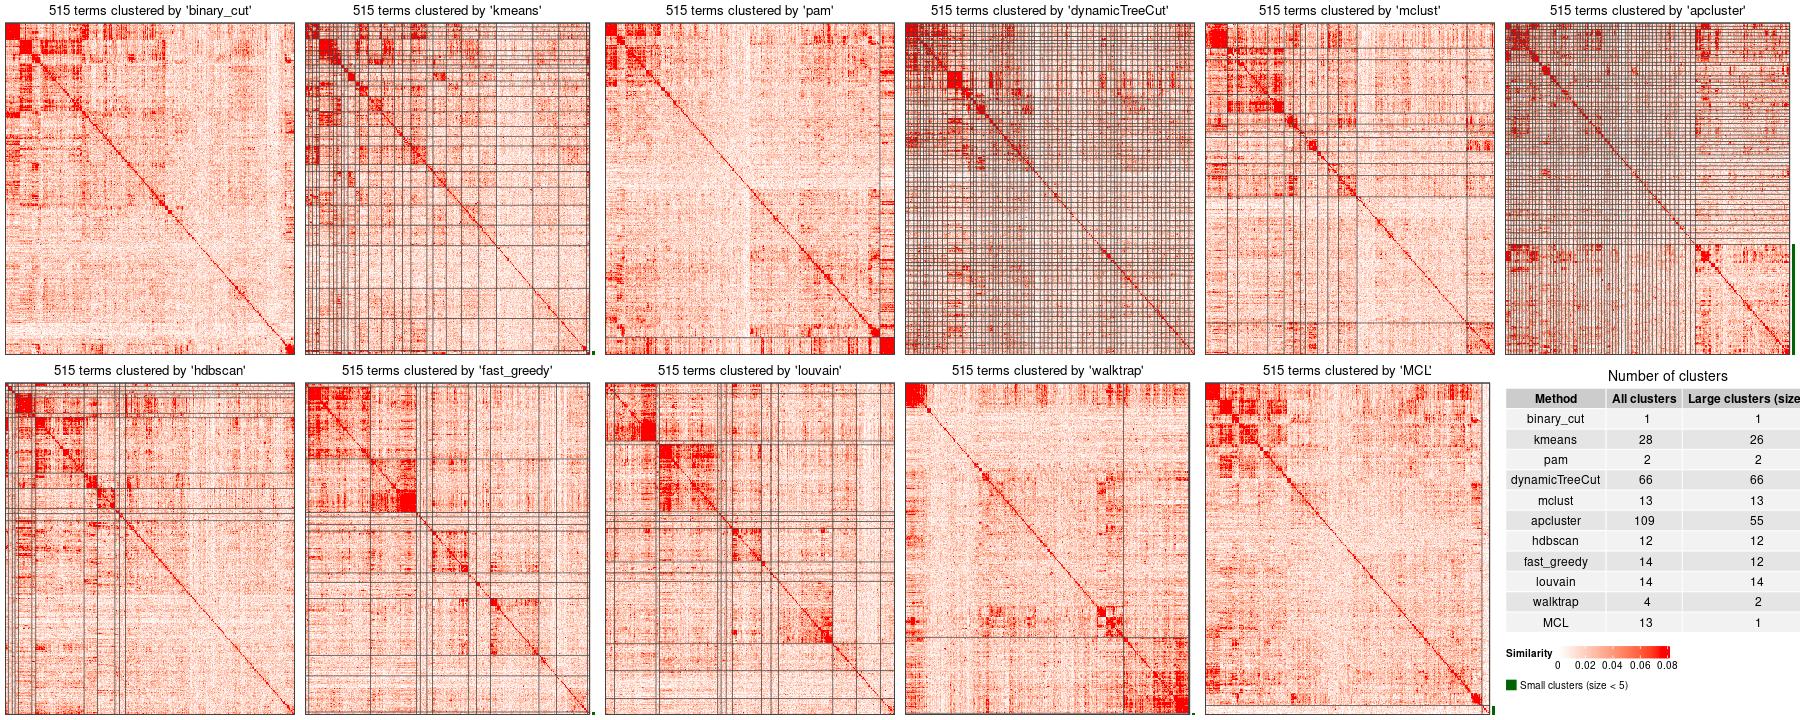 515 terms clustered by 'binary_cut'
515 terms clustered by 'kmeans'
515 terms clustered by 'pam'
515 terms clustered by 'dynamicTreeCut'
515 terms clustered by 'mclust'
515 terms clustered by 'apcluster'
515 terms clustered by 'hdbscan'
515 terms clustered by 'fast_greedy'
515 terms clustered by 'louvain'
515 terms clustered by 'walktrap'
515 terms clustered by 'MCL'
Number of clusters
Method All clusters Large clusters (size
binary_cut 1 1
kmeans 28 26
pam 2 2
dynamicTreeCut 66 66
mclust 13 13
apcluster 109 55
hdbscan 12 12
fast_greedy 14 12
louvain 14 14
walktrap 4 2
MCL 13 1
Similarity
0 0.02 0.04 0.06 0.08
Small clusters (size < 5)